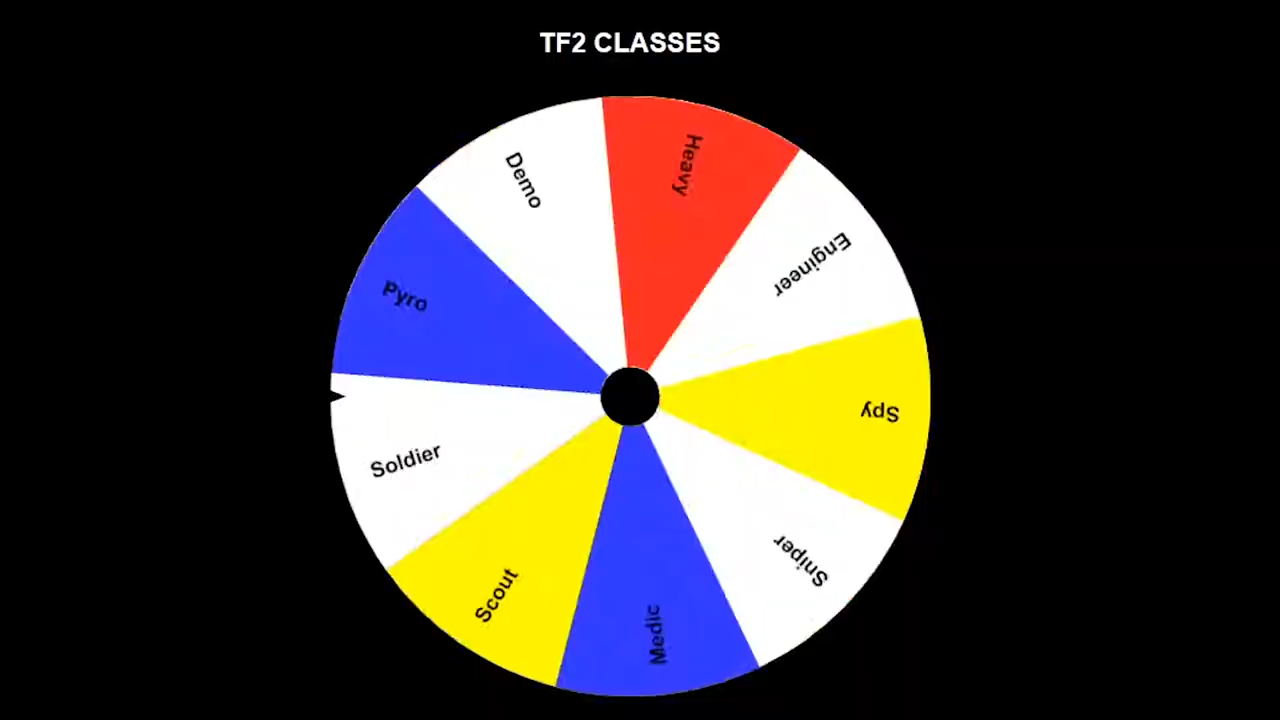 TF2 CLASSES
Heavy
Engineer
Spy
Sniper
Medic
Scout
Soldier
Pyro
Demo